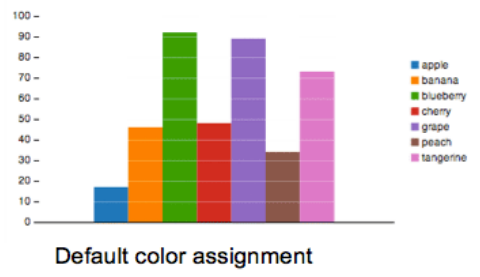 100
90
80
70
60
50
40
30
20
10
0
apple
banana
blueberry
cherry
grape
peach
tangerine
Default color assignment